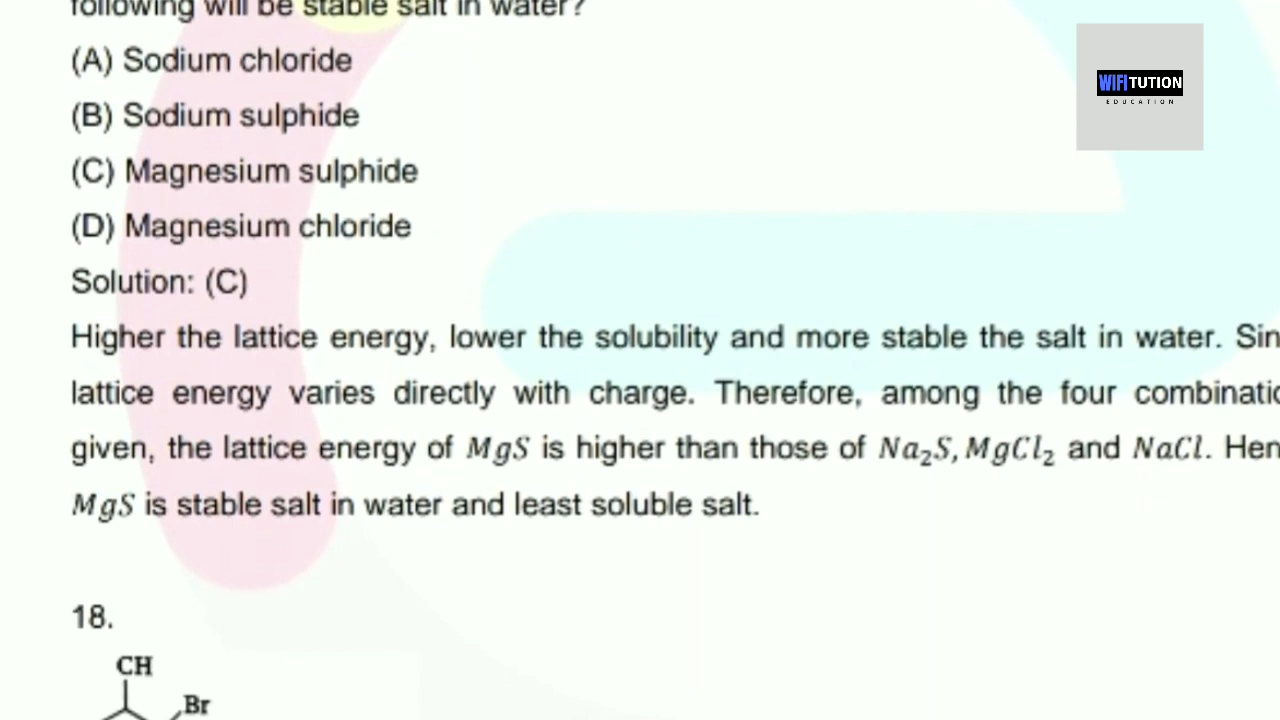 following will be stable salt in water?
(A) Sodium chloride
WIFITUTION
EDUCATION
(B) Sodium sulphide
(C) Magnesium sulphide
(D) Magnesium chloride
Solution: (C)
Higher the lattice energy, lower the solubility and more stable the salt in water. Sin
lattice energy varies directly with charge. Therefore, among the four combinatic
given, the lattice energy of MgS is higher than those of Na₂S, MgCl₂ and NaCl. Hen
MgS is stable salt in water and least soluble salt.
18.
CH
Br